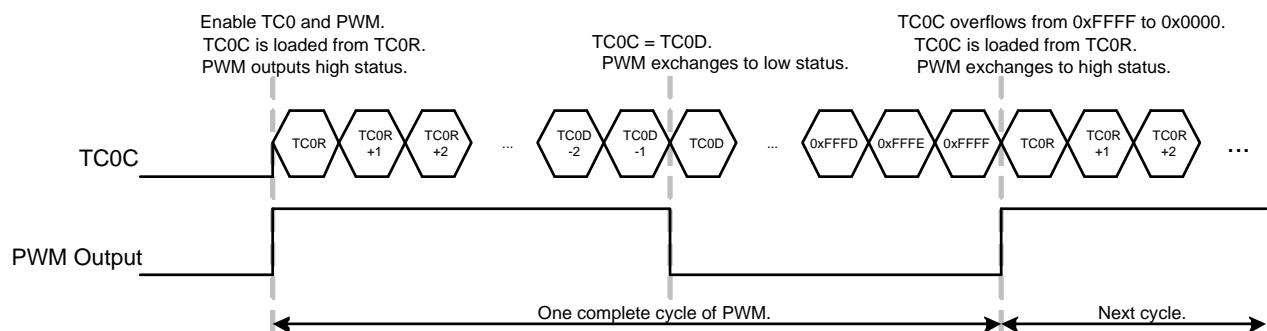 Enable TC0 and PWM.
TC0C is loaded from TC0R.
PWM outputs high status.
TC0C = TC0D.
PWM exchanges to low status.
TC0C overflows from 0xFFFF to 0x0000.
TC0C is loaded from TC0R.
PWM exchanges to high status.
TC0C
TC0R
TC0R
+1
TC0R
+2
...
TC0D
-2
TC0D
-1
TC0D
...
0xFFFD
0xFFFE
0xFFFF
TC0R
TC0R
+1
TC0R
+2
...
PWM Output
One complete cycle of PWM.
Next cycle.